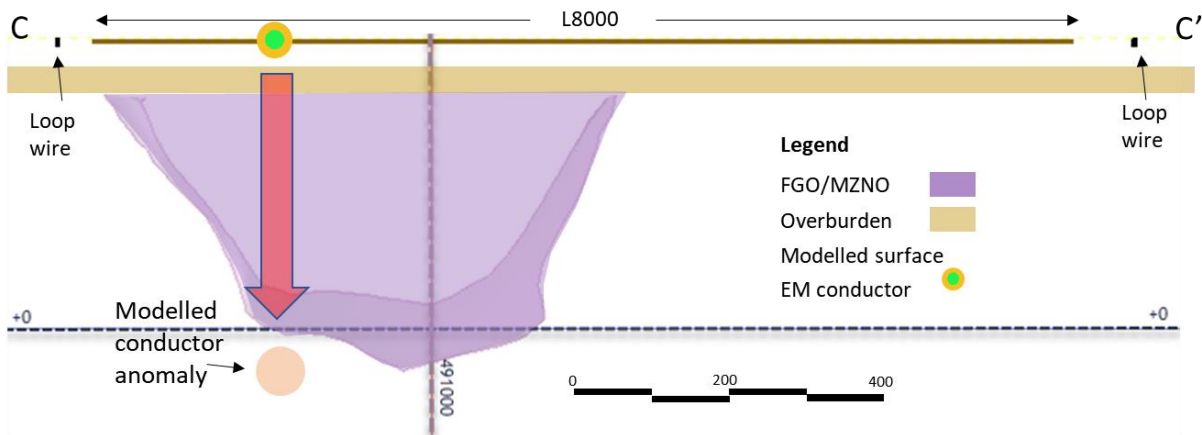 C
L8000
C'
Loop
wire
Loop
wire
Legend
FGO/MZNO
Overburden
Modelled surface
EM conductor
Modelled
conductor
anomaly
+0
+0
491000
0
200
400